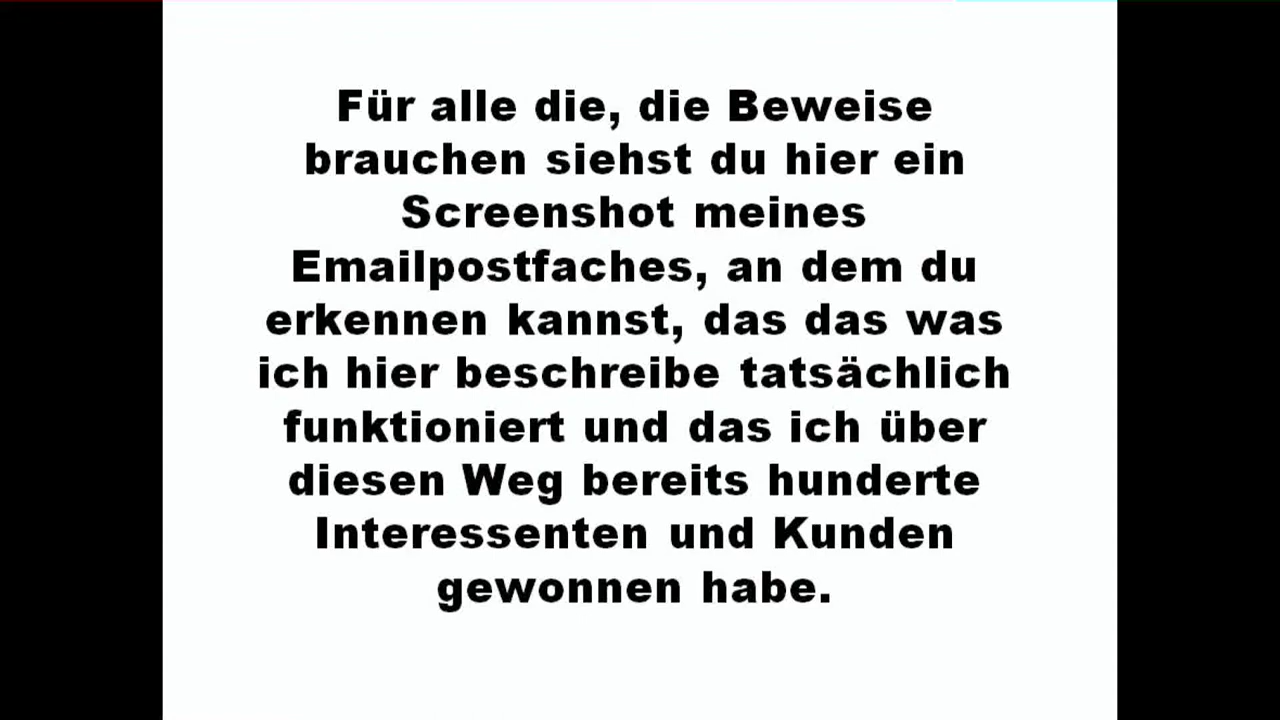 Für alle die, die Beweise
brauchen siehst du hier ein
Screenshot meines
Emailpostfaches, an dem du
erkennen kannst, das das was
ich hier beschreibe tatsächlich
funktioniert und das ich über
diesen Weg bereits hunderte
Interessenten und Kunden
gewonnen habe.